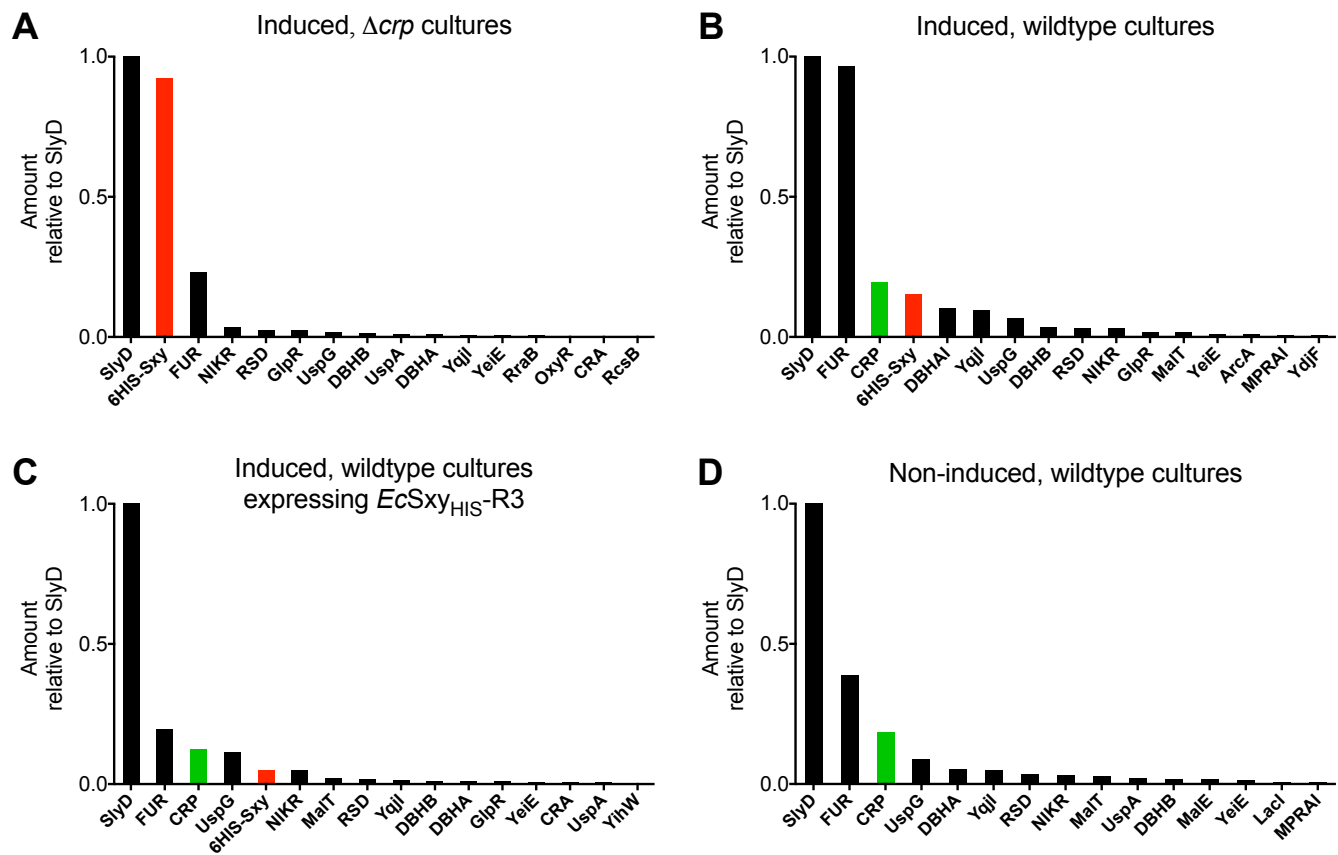 A
Induced, Δcrp cultures
Amount
relative to SlyD
1.0
0.5
0.0
SlyD
6HIS-Sxy
FUR
NIKR
RSD
GlpR
UspG
DBHB
UspA
DBHA
YqjI
YeiE
RraB
OxyR
CRA
RcsB
B
Induced, wildtype cultures
Amount
relative to SlyD
1.0
0.5
0.0
SlyD
FUR
CRP
6HIS-Sxy
DBHAI
YqjI
UspG
DBHB
RSD
NIKR
GlpR
MalT
YeiE
ArcA
MPRAI
YdjF
C
Induced, wildtype cultures
expressing EcSxyHIS-R3
Amount
relative to SlyD
1.0
0.5
0.0
SlyD
FUR
CRP
UspG
6HIS-Sxy
NIKR
MalT
RSD
YqjI
DBHB
DBHA
GlpR
YeiE
CRA
UspA
YihW
D
Non-induced, wildtype cultures
Amount
relative to SlyD
1.0
0.5
0.0
SlyD
FUR
CRP
UspG
DBHA
YqjI
RSD
NIKR
MalT
UspA
DBHB
MalE
YeiE
LacI
MPRAI